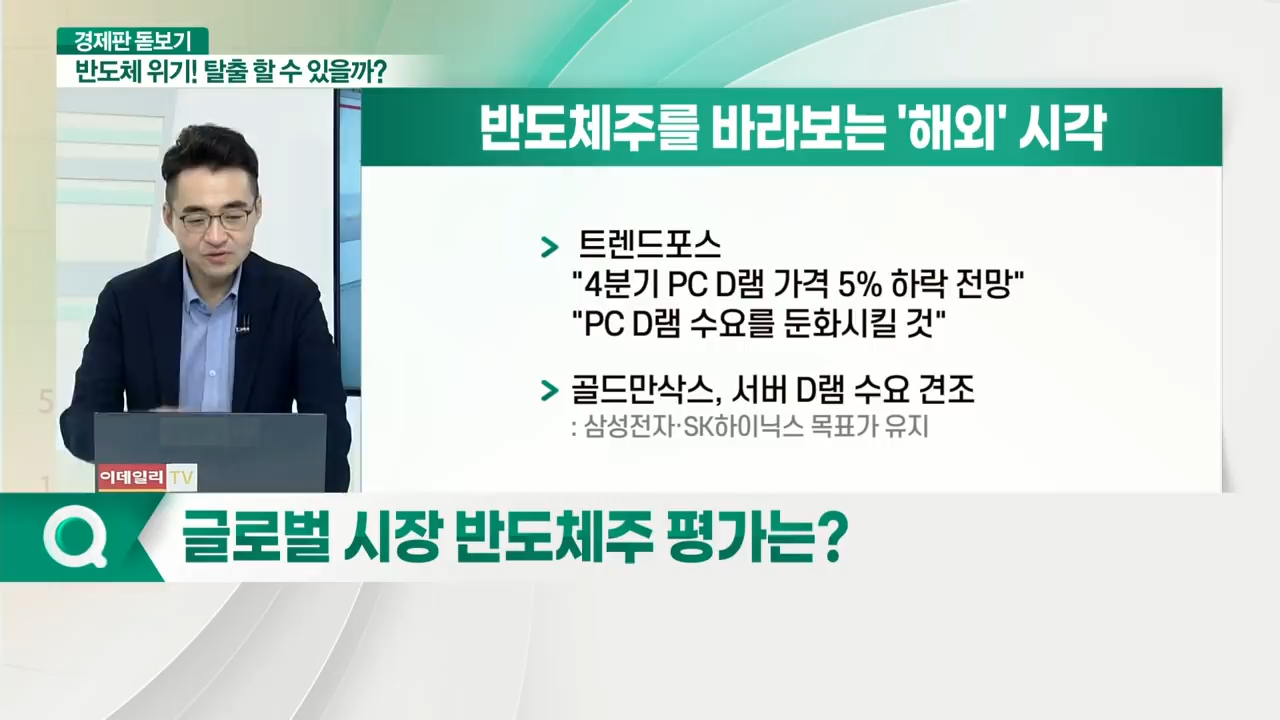 경제판 돋보기
반도체 위기! 탈출 할 수 있을까?
반도체주를 바라보는 '해외' 시각
> 트렌드포스
"4분기 PC D램 가격 5% 하락 전망"
"PC D램 수요를 둔화시킬 것"
> 골드만삭스, 서버 D램 수요 견조
: 삼성전자·SK하이닉스 목표가 유지
5
1
이데일리 TV
Q 글로벌 시장 반도체주 평가는?